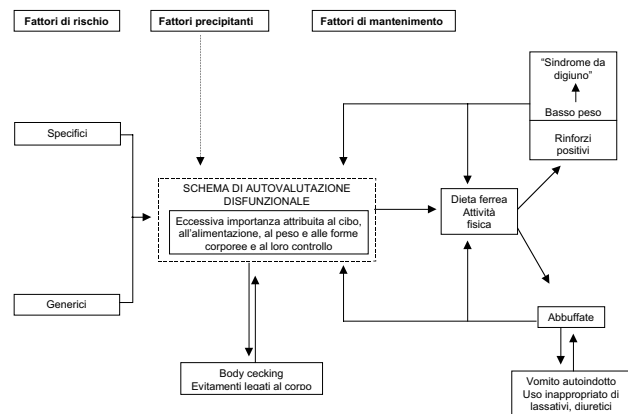 Fattori di rischio
Fattori precipitanti
Fattori di mantenimento
“Sindrome da
digiuno”
Basso peso
Rinforzi
positivi
Specifici
SCHEMA DI AUTOVALUTAZIONE
DISFUNZIONALE
Eccessiva importanza attribuita al cibo,
all’alimentazione, al peso e alle forme
corporee e al loro controllo
Dieta ferrea
Attività
fisica
Generici
Abbuffate
Body cecking
Evitamenti legati al corpo
Vomito autoindotto
Uso inappropriato di
lassativi, diuretici